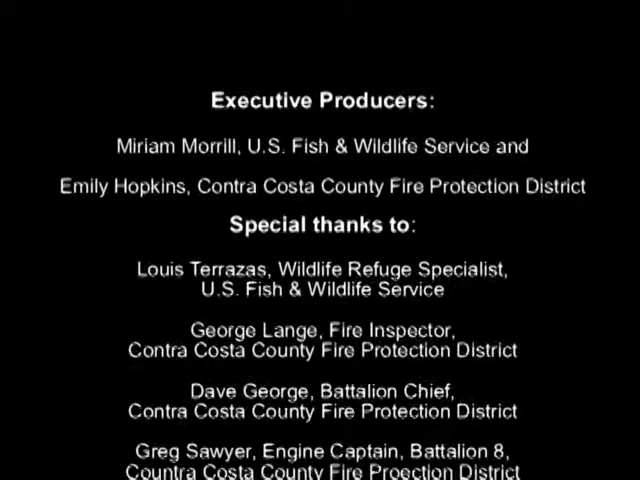 Executive Producers:
Miriam Morrill, U.S. Fish & Wildlife Service and
Emily Hopkins, Contra Costa County Fire Protection District
Special thanks to:
Louis Terrazas, Wildlife Refuge Specialist,
U.S. Fish & Wildlife Service
George Lange, Fire Inspector,
Contra Costa County Fire Protection District
Dave George, Battalion Chief,
Contra Costa County Fire Protection District
Greg Sawyer, Engine Captain, Battalion 8,
Countra Costa County Fire Proection District